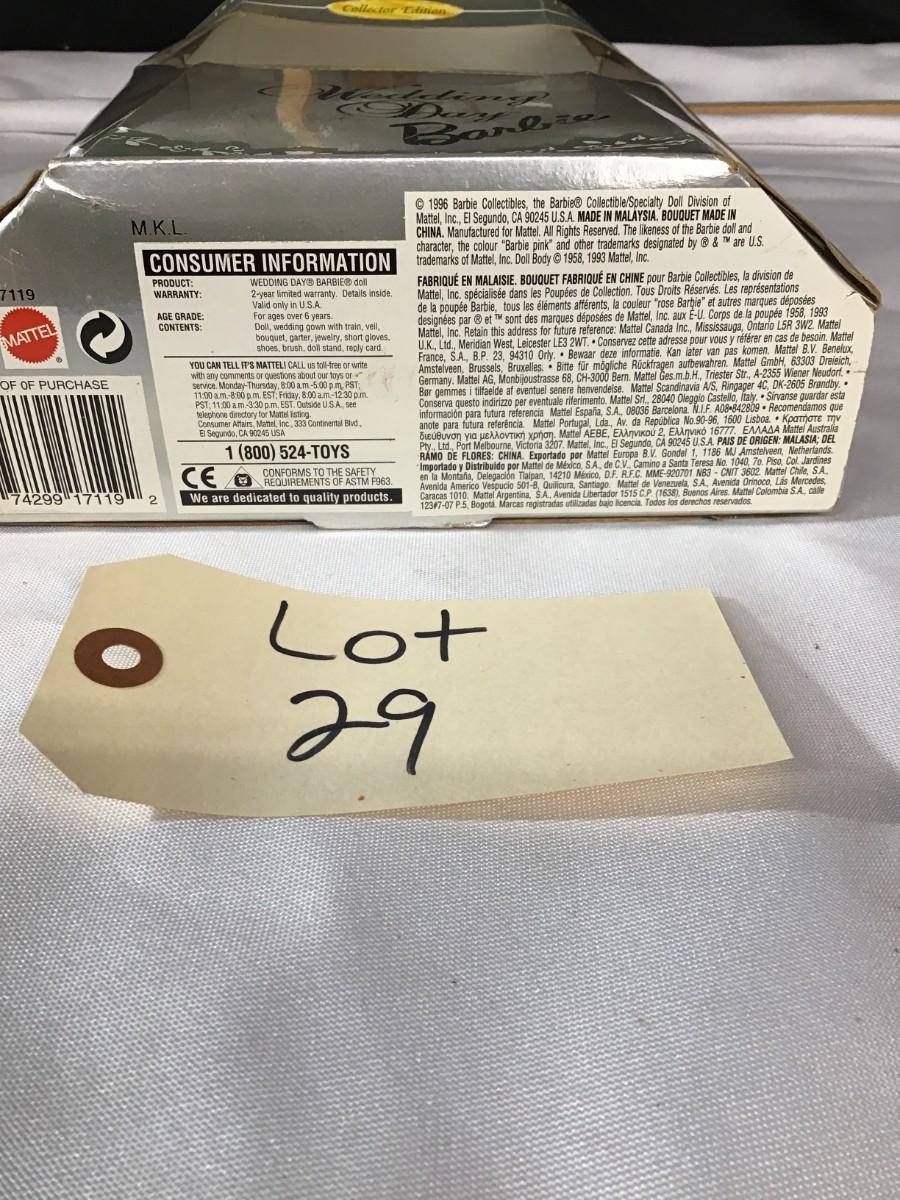 Collector Edition
Wedding
Day
Barbie
M.K.L.
7119
MATTEL
®
OF OF PURCHASE
74299 17119 2
CONSUMER INFORMATION
PRODUCT: WEDDING DAY® BARBIE® doll
WARRANTY: 2-year limited warranty. Details inside.
Valid only in U.S.A.
AGE GRADE: For ages over 6 years.
CONTENTS: Doll, wedding gown with train, veil,
bouquet, garter, jewelry, short gloves,
shoes, brush, doll stand, reply card.
YOU CAN TELL IT'S MATTEL! CALL us toll-free or write
with any comments or questions about our toys or
service. Monday-Thursday, 8:00 a.m.-5:00 p.m. PST;
11:00 a.m.-8:00 p.m. EST; Friday, 8:00 a.m.-12:30 p.m.
PST; 11:00 a.m.-3:30 p.m. EST. Outside U.S.A., see
telephone directory for Mattel listing.
Consumer Affairs, Mattel, Inc., 333 Continental Blvd.,
El Segundo, CA 90245 USA
1 (800) 524-TOYS
CE CONFORMS TO THE SAFETY
REQUIREMENTS OF ASTM F963.
We are dedicated to quality products.
© 1996 Barbie Collectibles, the Barbie® Collectible/Specialty Doll Division of
Mattel, Inc., El Segundo, CA 90245 U.S.A. MADE IN MALAYSIA. BOUQUET MADE IN
CHINA. Manufactured for Mattel. All Rights Reserved. The likeness of the Barbie doll and
character, the colour "Barbie pink" and other trademarks designated by ® & ™ are U.S.
trademarks of Mattel, Inc. Doll Body © 1958, 1993 Mattel, Inc.
FABRIQUÉ EN MALAISIE. BOUQUET FABRIQUÉ EN CHINE pour Barbie Collectibles, la division de
Mattel, Inc. spécialisée dans les Poupées de Collection. Tous Droits Réservés. Les représentations
de la poupée Barbie, tous les éléments afférents, la couleur "rose Barbie" et autres marques déposées
désignées par ® et ™ sont des marques déposées de Mattel, Inc. aux É-U. Corps de la poupée 1958, 1993
Mattel, Inc. Retain this address for future reference: Mattel Canada Inc., Mississauga, Ontario L5R 3W2. Mattel
U.K., Ltd., Meridian West, Leicester LE3 2WT. • Conservez cette adresse pour vous y référer en cas de besoin. Mattel
France, S.A., B.P. 23, 94310 Orly. • Bewaar deze informatie. Kan later van pas komen. Mattel B.V. Benelux,
Amstelveen, Brussels, Bruxelles. • Bitte für mögliche Rückfragen aufbewahren. Mattel GmbH, 63303 Dreieich,
Germany. Mattel AG, Monbijoustrasse 68, CH-3000 Bern. Mattel Ges.m.b.H., Triester Str., A-2355 Wiener Neudorf. •
Bør gemmes i tilfælde af eventuel senere henvendelse. Mattel Scandinavia A/S, Ringager 4C, DK-2605 Brøndby. •
Conserva questo indirizzo per eventuale riferimento. Mattel Srl., 28040 Oleggio Castello, Italy. • Sírvanse guardar esta
información para futura referencia Mattel España, S.A., 08036 Barcelona. N.I.F. A08•842809 • Recomendamos que
anote para futura referência. Mattel Portugal, Lda., Av. da República No.90-96, 1600 Lisboa. • Κρατήστε την
διεύθυνση για μελλοντική χρήση. Mattel AEBE, Ελληνικού 2, Ελληνικό 16777. ΕΛΛΑΔΑ Mattel Australia
Pty., Ltd., Port Melbourne, Victoria 3207. Mattel, Inc., El Segundo, CA 90245 U.S.A. PAIS DE ORIGEN: MALASIA; DEL
RAMO DE FLORES: CHINA. Exportado por Mattel Europa B.V. Gondel 1, 1186 MJ Amstelveen, Netherlands.
Importado y Distribuido por Mattel de México, S.A., de C.V., Camino a Santa Teresa No. 1040, 7o. Piso, Col. Jardines
en la Montaña, Delegación Tlalpan, 14210 México, D.F. R.F.C. MME-920701 NB3 - CNIT 3602. Mattel Chile, S.A.,
Avenida Americo Vespucio 501-B, Quilicura, Santiago. Mattel de Venezuela, S.A., Avenida Orinoco, Las Mercedes,
Caracas 1010. Mattel Argentina, S.A., Avenida Libertador 1515 C.P. (1638), Buenos Aires. Mattel Colombia S.A., calle
123#7-07 P.5, Bogotá. Marcas registradas utilizadas bajo licencia. Todos los derechos reservados.
Lot
29